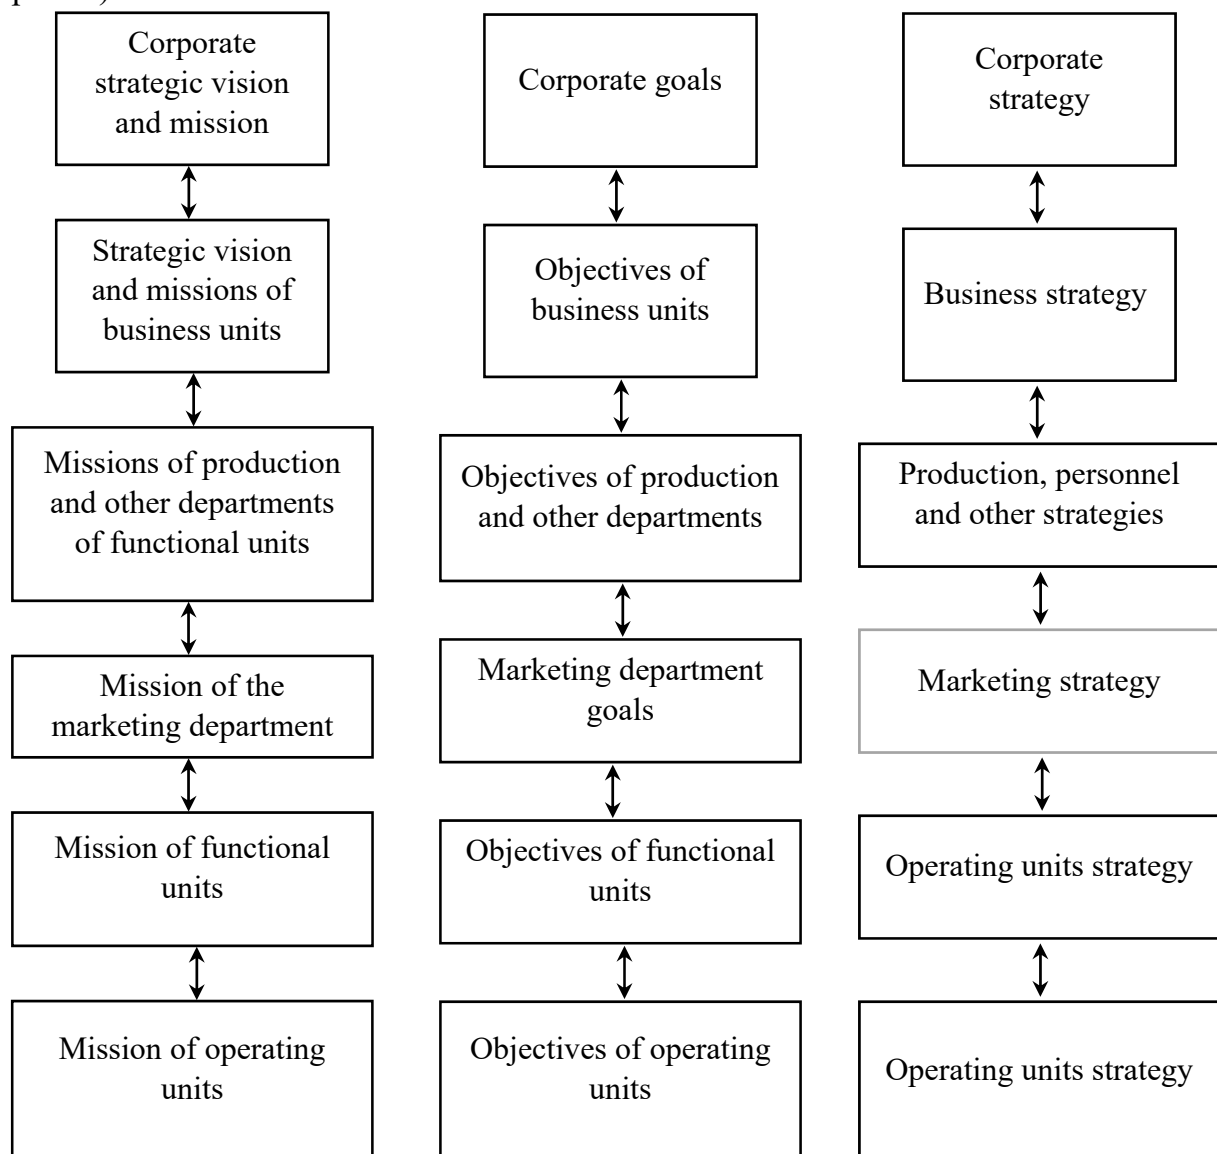 Corporate
strategic vision
and mission
Corporate goals
Corporate
strategy
Strategic vision
and missions of
business units
Objectives of
business units
Business strategy
Missions of production
and other departments
of functional units
Objectives of production
and other departments
Production, personnel
and other strategies
Mission of the
marketing department
Marketing department
goals
Marketing strategy
Mission of functional
units
Objectives of functional
units
Operating units strategy
Mission of operating
units
Objectives of operating
units
Operating units strategy